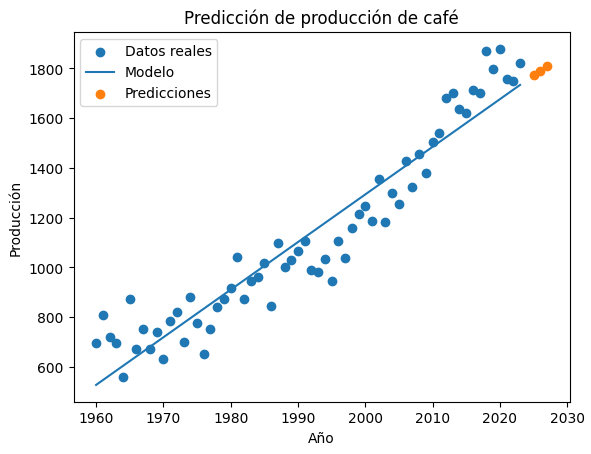 Predicción de producción de café
Datos reales
Modelo
Predicciones
Producción
1800
1600
1400
1200
1000
800
600
1960 1970 1980 1990 2000 2010 2020 2030
Año